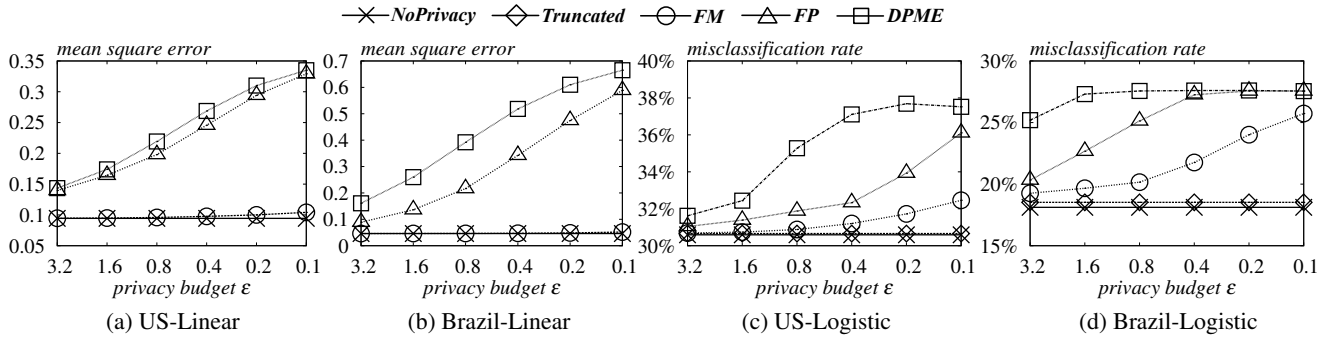 NoPrivacy Truncated FM FP DPME
mean square error
0.35
0.3
0.25
0.2
0.15
0.1
0.05
3.2 1.6 0.8 0.4 0.2 0.1
privacy budget ε
(a) US-Linear
mean square error
0.7
0.6
0.5
0.4
0.3
0.2
0.1
0
3.2 1.6 0.8 0.4 0.2 0.1
privacy budget ε
(b) Brazil-Linear
misclassification rate
40%
38%
36%
34%
32%
30%
3.2 1.6 0.8 0.4 0.2 0.1
privacy budget ε
(c) US-Logistic
misclassification rate
30%
25%
20%
15%
3.2 1.6 0.8 0.4 0.2 0.1
privacy budget ε
(d) Brazil-Logistic